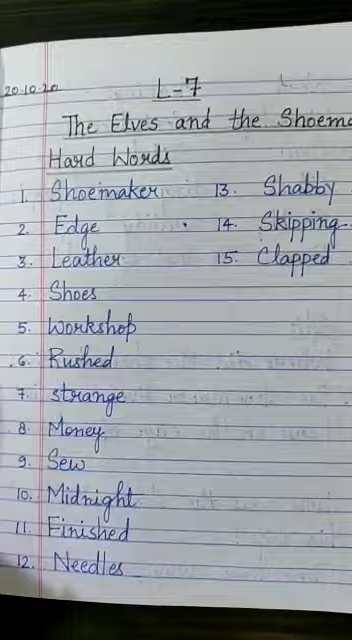 20.10.20
L-7
The Elves and the Shoema
Hard Words
1. Shoemaker 13. Shabby
2. Edge 14. Skipping
3. Leather 15. Clapped
4. Shoes
5. Workshop
6. Rushed
7. strange
8. Money
9. Sew
10. Midnight
11. Finished
12. Needles